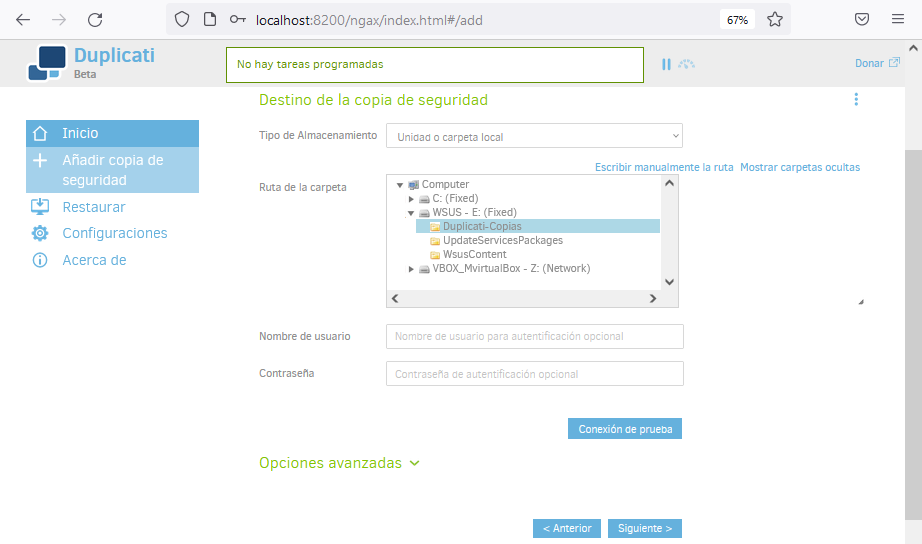 localhost:8200/ngax/index.html#/add
67%
Duplicati
Beta
No hay tareas programadas
Donar
Inicio
Añadir copia de
seguridad
Restaurar
Configuraciones
Acerca de
Destino de la copia de seguridad
Tipo de Almacenamiento
Unidad o carpeta local
Escribir manualmente la ruta Mostrar carpetas ocultas
Ruta de la carpeta
Computer
C: (Fixed)
WSUS - E: (Fixed)
Duplicati-Copias
UpdateServicesPackages
WsusContent
VBOX_MvirtualBox - Z: (Network)
Nombre de usuario
Nombre de usuario para autentificación opcional
Contraseña
Contraseña de autentificación opcional
Conexión de prueba
Opciones avanzadas
< Anterior
Siguiente >